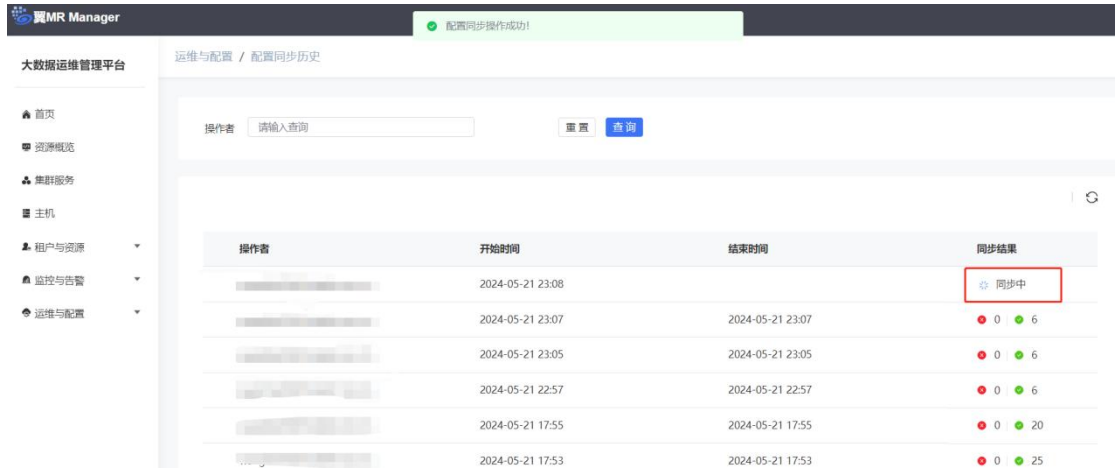 翼MR Manager
配置同步操作成功!
大数据运维管理平台
运维与配置 / 配置同步历史
首页
资源概览
集群服务
主机
租户与资源
监控与告警
运维与配置
操作者 请输入查询 重置 查询
操作者 开始时间 结束时间 同步结果
2024-05-21 23:08 同步中
2024-05-21 23:07 2024-05-21 23:07 0 6
2024-05-21 23:05 2024-05-21 23:05 0 6
2024-05-21 22:57 2024-05-21 22:57 0 6
2024-05-21 17:55 2024-05-21 17:55 0 20
2024-05-21 17:53 2024-05-21 17:53 0 25